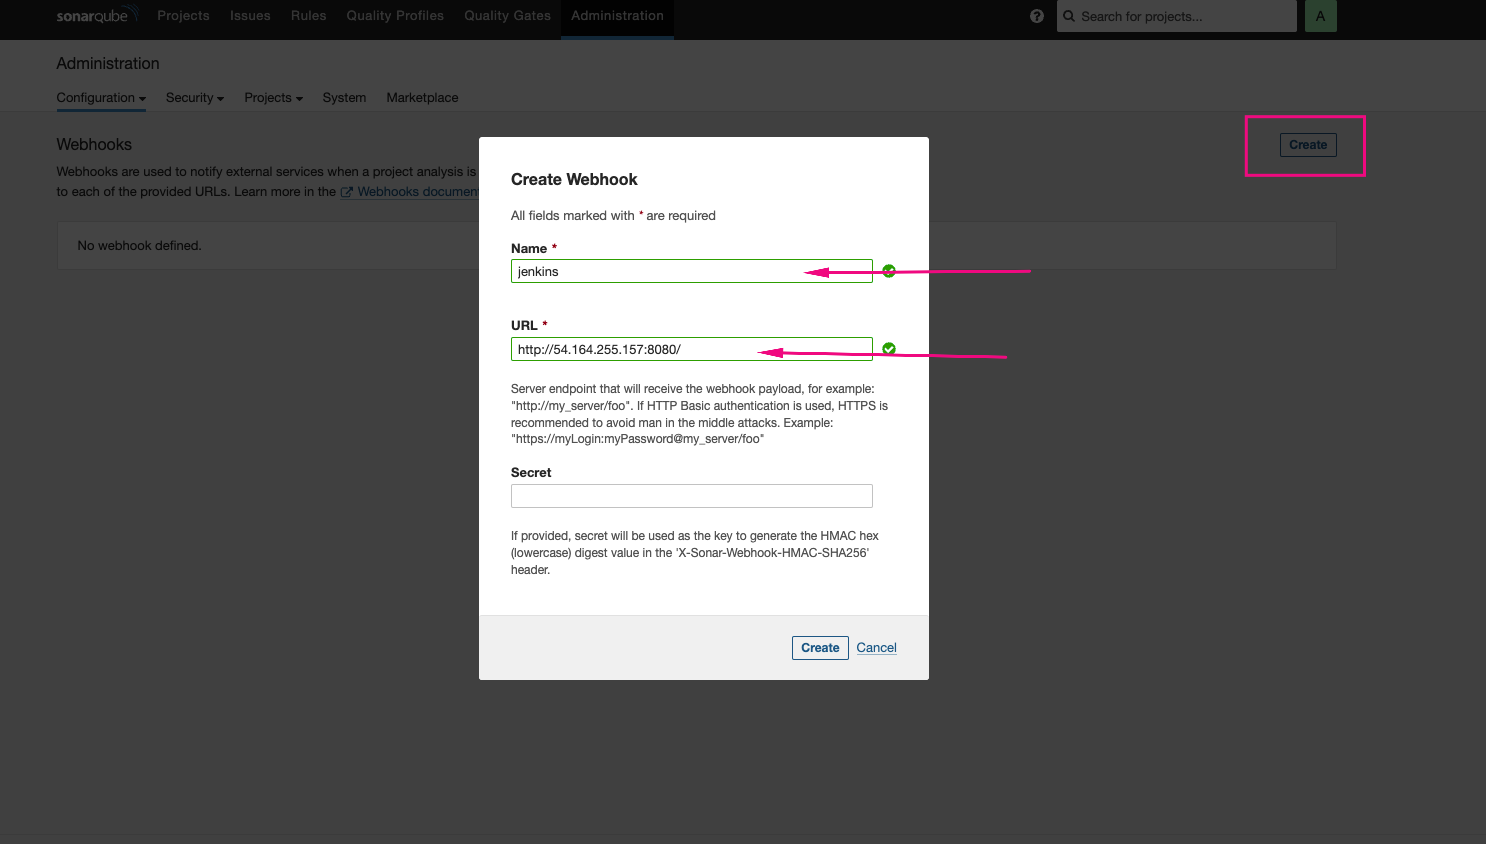 sonarqube Projects Issues Rules Quality Profiles Quality Gates Administration Search for projects... A
Administration
Configuration Security Projects System Marketplace
Webhooks
Create
Webhooks are used to notify external services when a project analysis is
to each of the provided URLs. Learn more in the Webhooks document
No webhook defined.
Create Webhook
All fields marked with * are required
Name *
jenkins
URL *
http://54.164.255.157:8080/
Server endpoint that will receive the webhook payload, for example:
"http://my_server/foo". If HTTP Basic authentication is used, HTTPS is
recommended to avoid man in the middle attacks. Example:
"https://myLogin:myPassword@my_server/foo"
Secret
If provided, secret will be used as the key to generate the HMAC hex
(lowercase) digest value in the 'X-Sonar-Webhook-HMAC-SHA256'
header.
Create Cancel